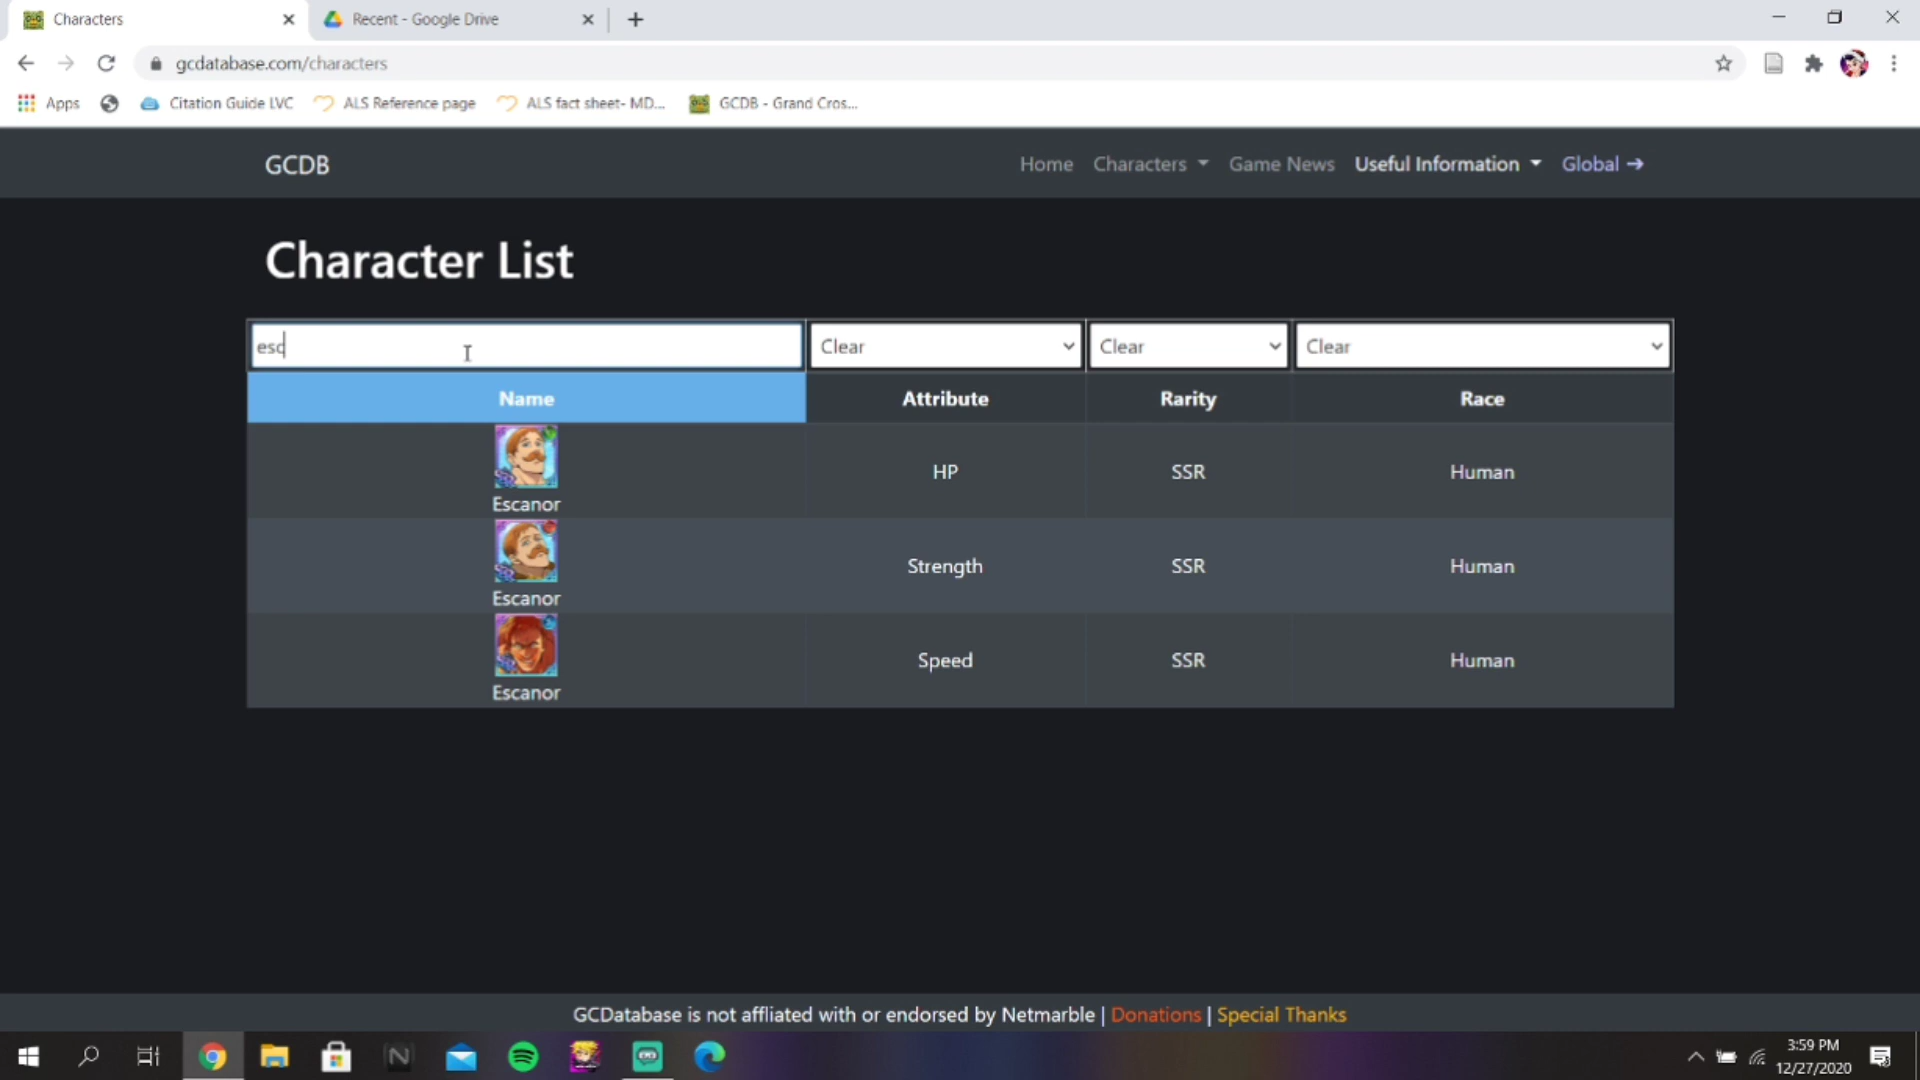 Characters
Recent - Google Drive
gcdatabase.com/characters
Apps
Citation Guide LVC
ALS Reference page
ALS fact sheet- MD...
GCDB - Grand Cros...
GCDB
Home
Characters
Game News
Useful Information
Global →
Character List
esc
Clear
Clear
Clear
Name
Attribute
Rarity
Race
Escanor
HP
SSR
Human
Escanor
Strength
SSR
Human
Escanor
Speed
SSR
Human
GCDatabase is not affliated with or endorsed by Netmarble | Donations | Special Thanks
N
3:59 PM
12/27/2020